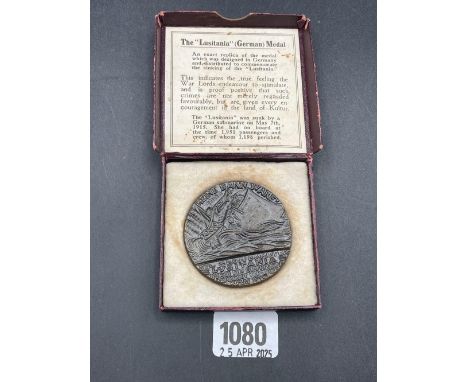 The "Lusitania" (German) Medal
An exact replica of the medal
which was designed in Germany
and distributed to commemorate
the sinking of the "Lusitania."
This indicates the true feeling the
War Lords endeavour to stimulate,
and is proof positive that such
crimes are not merely regarded
favourably, but are given every en-
couragement in the land of Kultur.
The "Lusitania" was sunk by a
German submarine on May 7th,
1915. She had on board at
the time 1,951 passengers and
crew, of whom 1,198 perished.
KEINE BANNWARE
1080
25 APR 2025